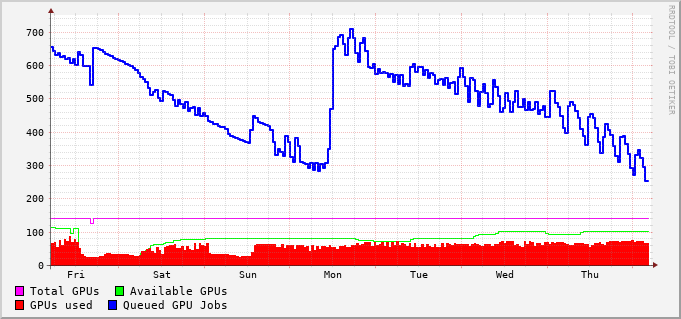 RRDTOOL / TOBI OETIKER
700
600
500
400
300
200
100
0
Fri Sat Sun Mon Tue Wed Thu
Total GPUs Available GPUs
GPUs used Queued GPU Jobs